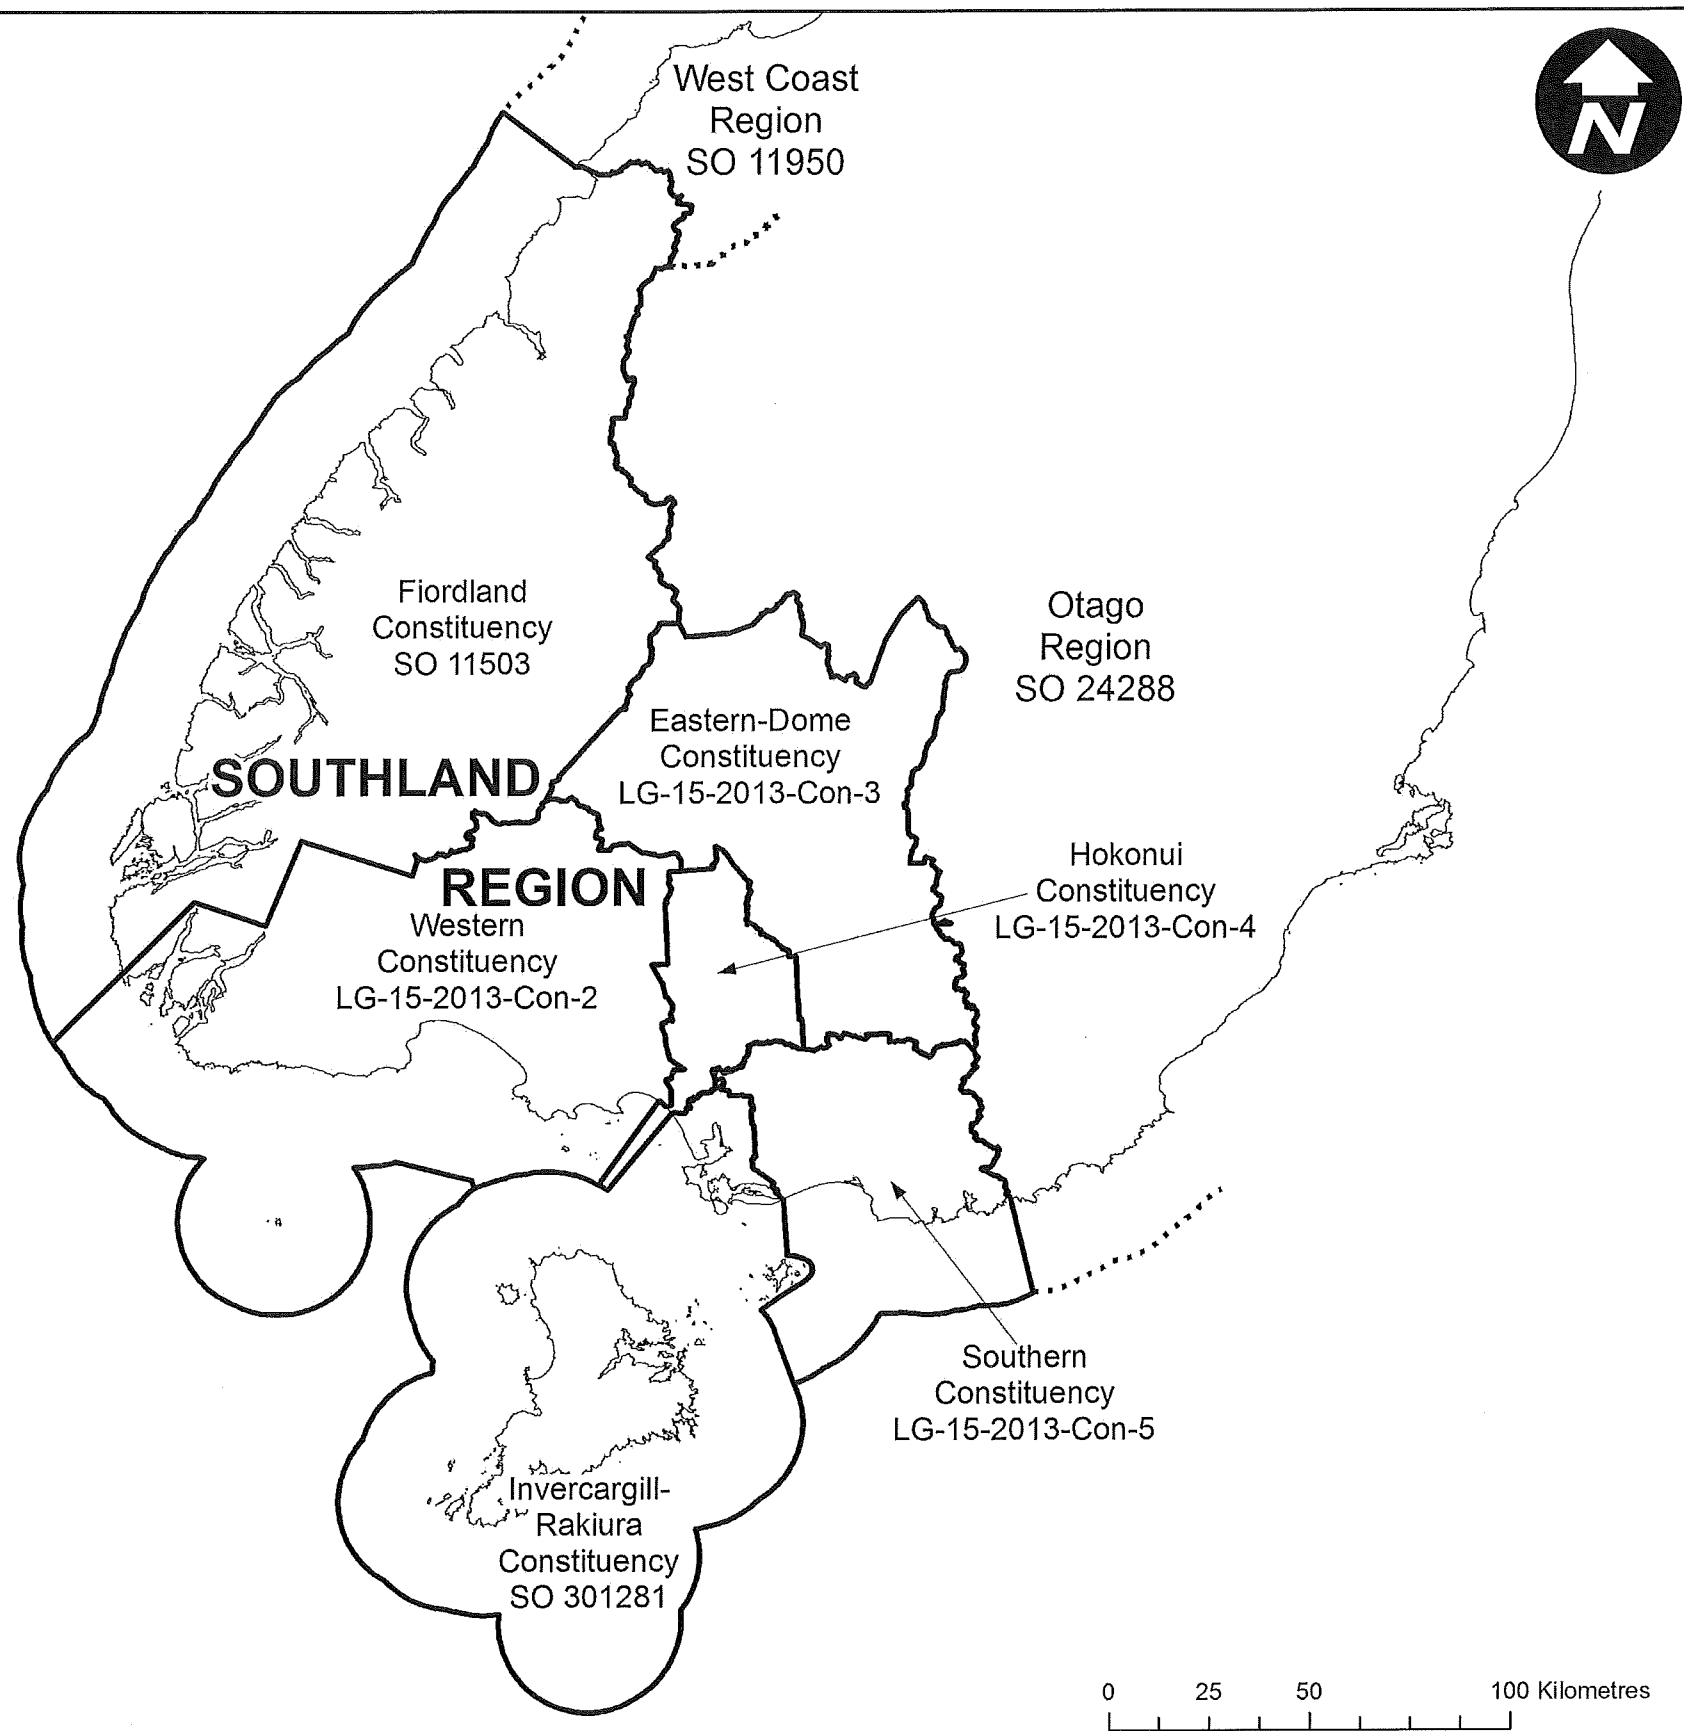 West Coast
Region
SO 11950
N
Fiordland
Constituency
SO 11503
Otago
Region
SO 24288
Eastern-Dome
Constituency
LG-15-2013-Con-3
SOUTHLAND
REGION
Hokonui
Constituency
LG-15-2013-Con-4
Western
Constituency
LG-15-2013-Con-2
Southern
Constituency
LG-15-2013-Con-5
Invercargill-
Rakiura
Constituency
SO 301281
0 25 50 100 Kilometres